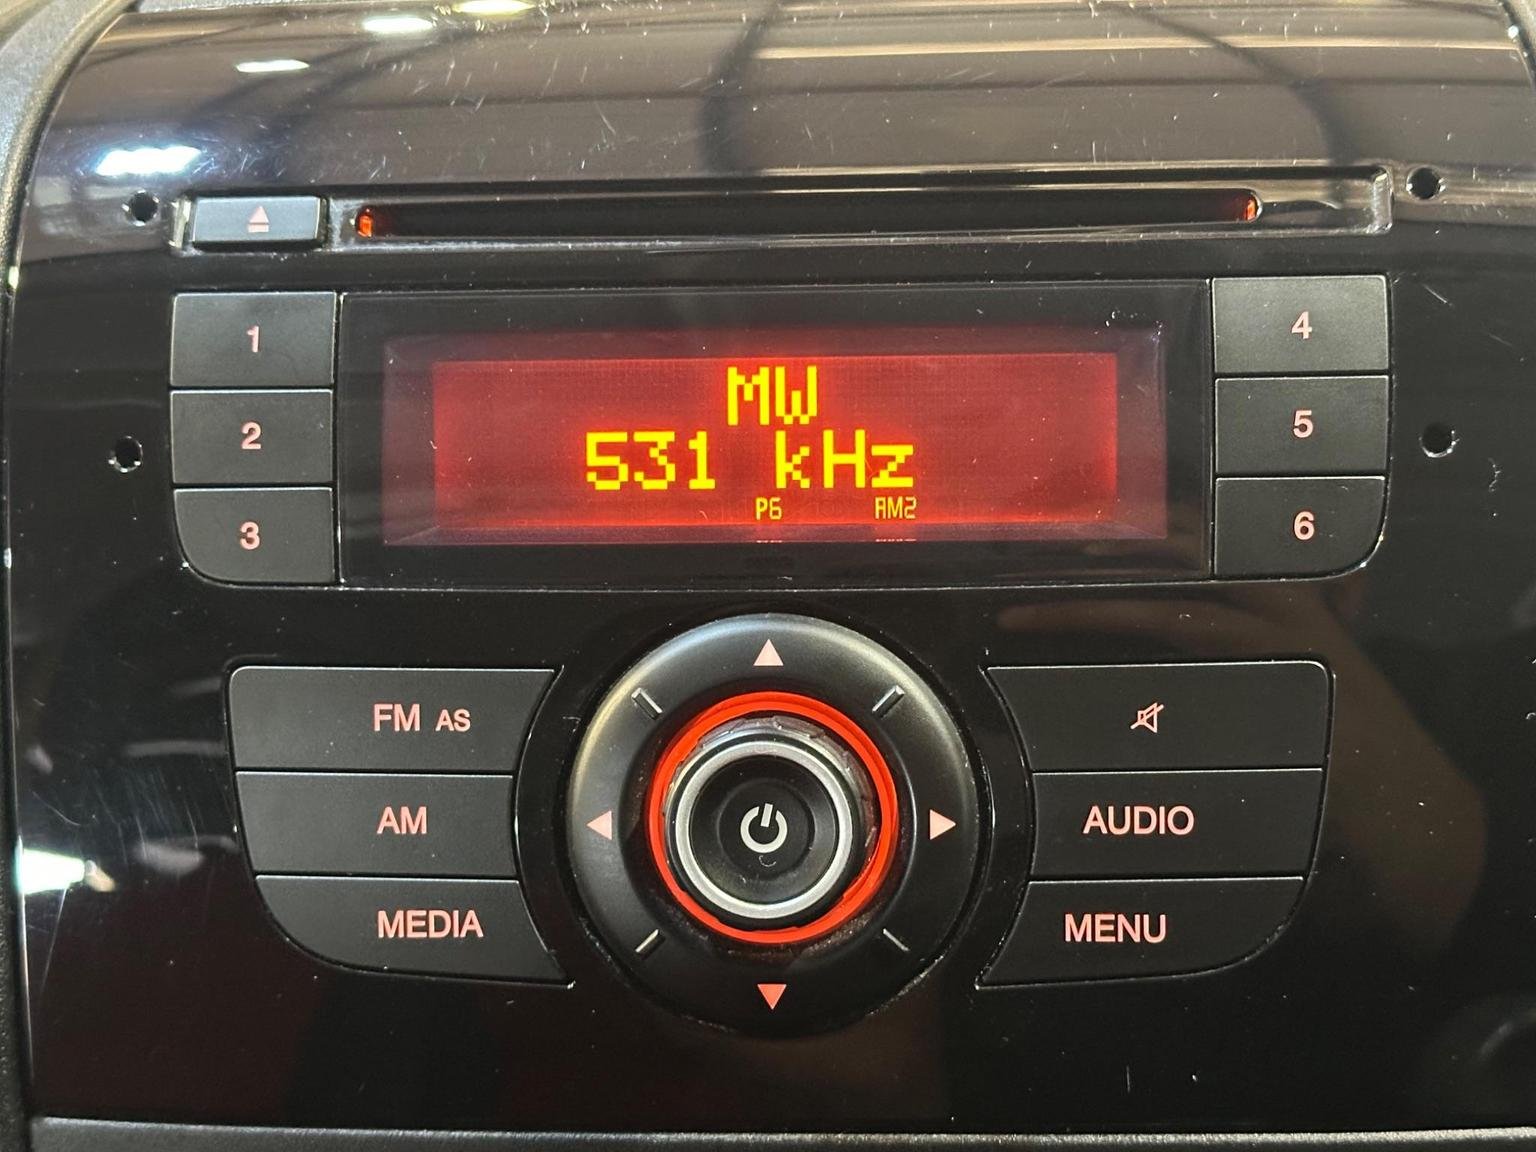 1
2
3
MW
531 kHz
P6 AM2
4
5
6
FM AS
AM
MEDIA
AUDIO
MENU